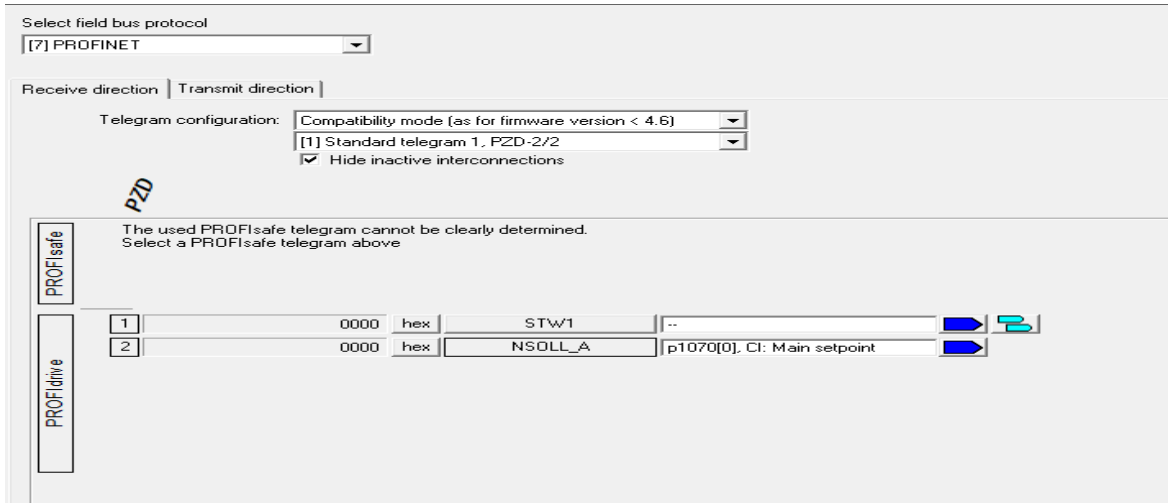 Select field bus protocol
[7] PROFINET
Receive direction Transmit direction
Telegram configuration: Compatibility mode (as for firmware version < 4.6)
[1] Standard telegram 1, PZD-2/2
Hide inactive interconnections
PZD
PROFIsafe
The used PROFIsafe telegram cannot be clearly determined.
Select a PROFIsafe telegram above
PROFIdrive
1 0000 hex STW1 --
2 0000 hex NSOLL_A p1070[0], CI: Main setpoint